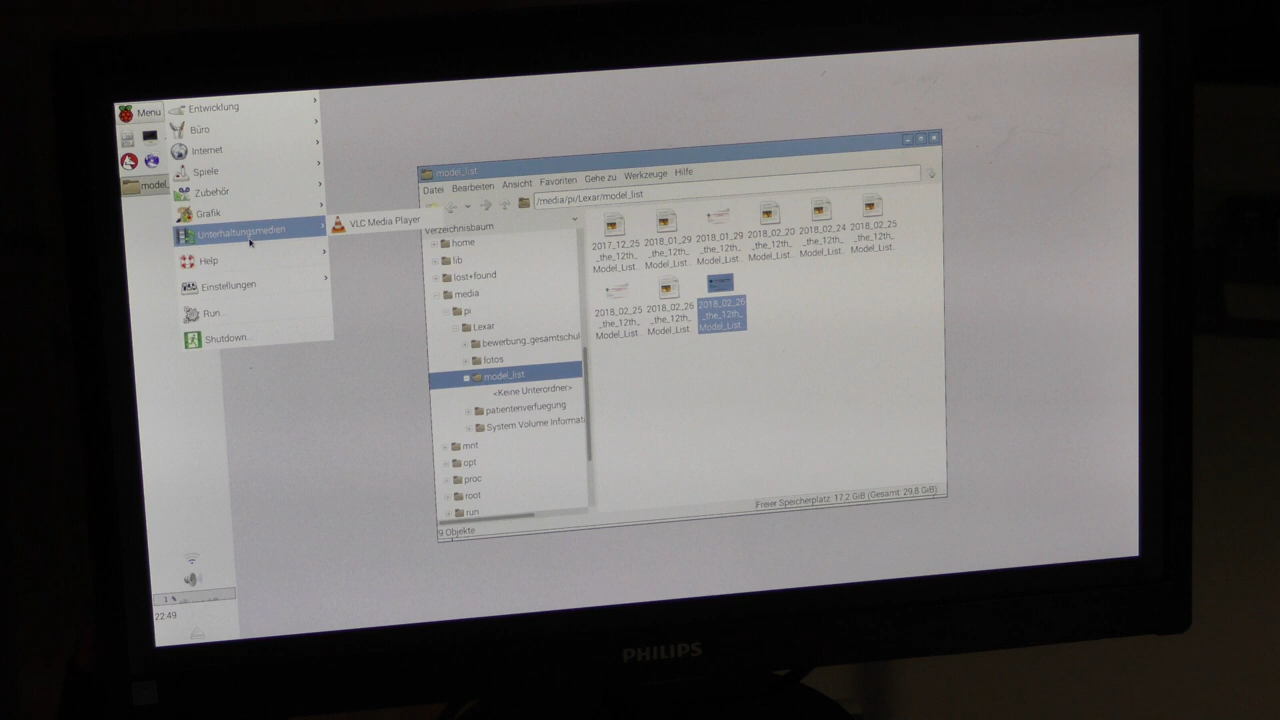 Menu
Entwicklung
Büro
Internet
Spiele
Zubehör
Grafik
Unterhaltungsmedien
Help
Einstellungen
Run...
Shutdown...
VLC Media Player
model_
model_list
Datei Bearbeiten Ansicht Favoriten Gehe zu Werkzeuge Hilfe
/media/pi/Lexar/model_list
Verzeichnisbaum
home
lib
lost+found
media
pi
Lexar
bewerbung_gesamtschul
fotos
model_list
<Keine Unterordner>
patientenverfuegung
System Volume Informati
mnt
opt
proc
root
run
2017_12_25
_the_12th_
Model_List...
2018_01_29
_the_12th_
Model_List...
2018_01_29
_the_12th_
Model_List...
2018_02_20
_the_12th_
Model_List...
2018_02_24
_the_12th_
Model_List...
2018_02_25
_the_12th_
Model_List...
2018_02_25
_the_12th_
Model_List...
2018_02_26
_the_12th_
Model_List...
2018_02_26
_the_12th_
Model_List...
9 Objekte
Freier Speicherplatz: 17,2 GiB (Gesamt: 29,8 GiB)
1 %
22:49
PHILIPS